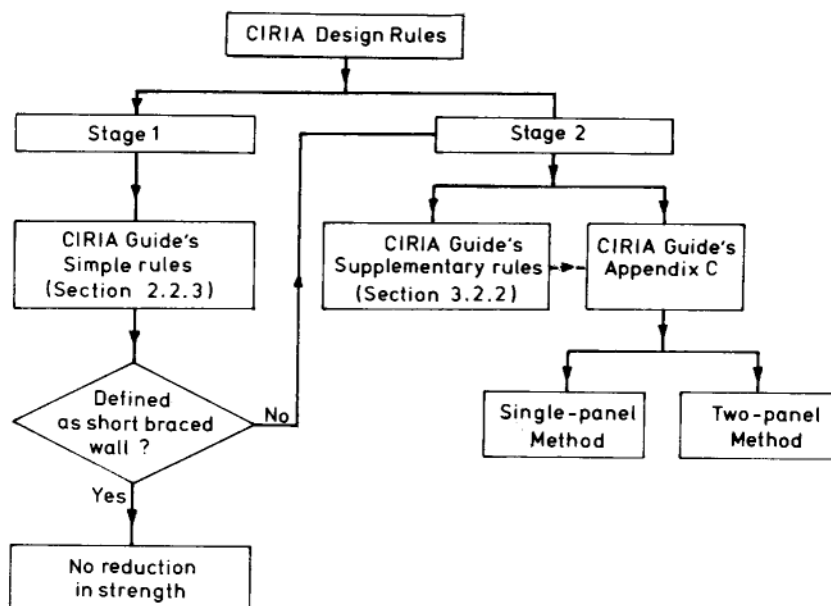 CIRIA Design Rules
Stage 1
Stage 2
CIRIA Guide's
Simple rules
(Section 2.2.3)
CIRIA Guide's
Supplementary rules
(Section 3.2.2)
CIRIA Guide's
Appendix C
Defined
as short braced
wall ?
No
Yes
Single-panel
Method
Two-panel
Method
No reduction
in strength